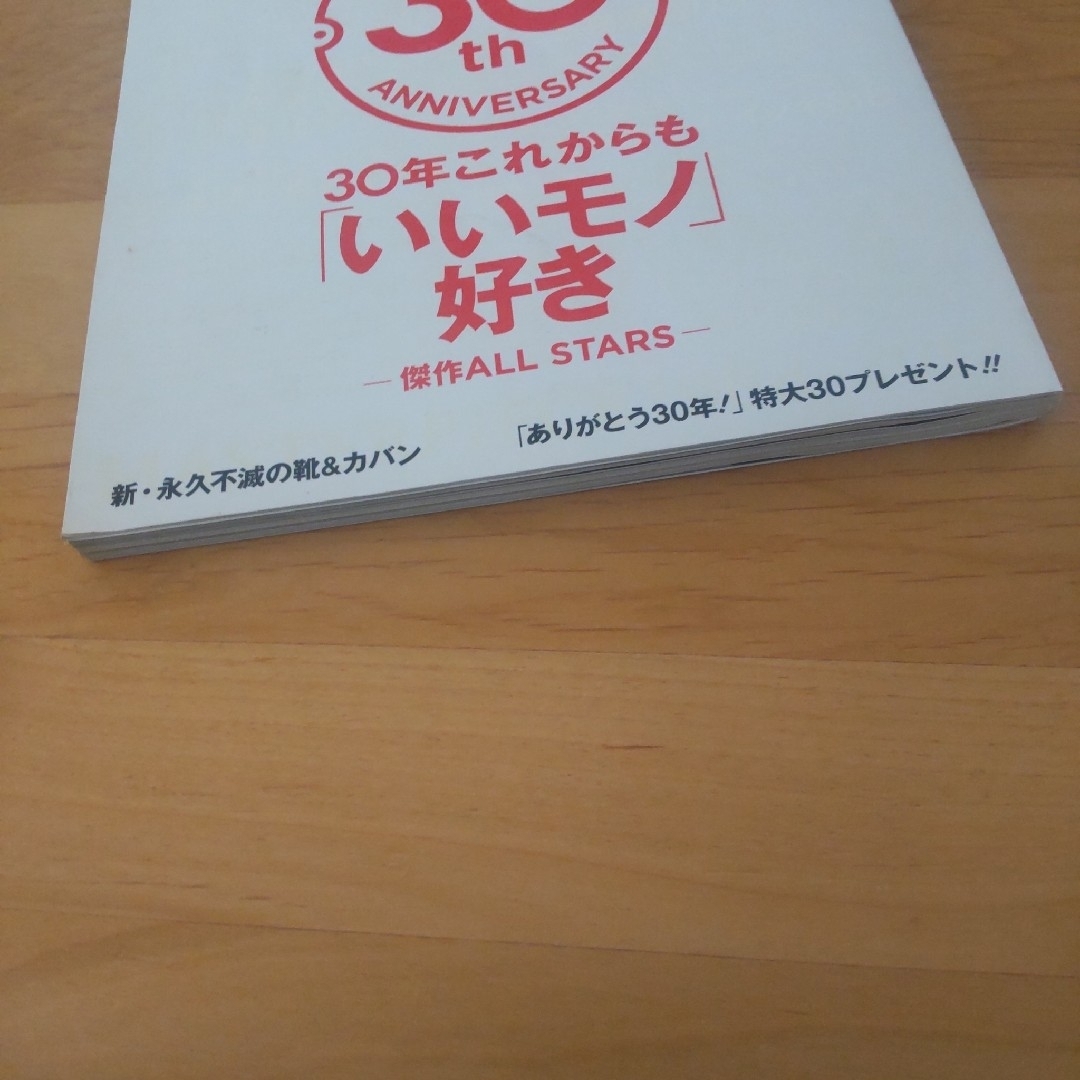 30
th
ANNIVERSARY
30年これからも
「いいモノ」
好き
—傑作ALL STARS—
新・永久不滅の靴&カバン
「ありがとう30年!」特大30プレゼント!!